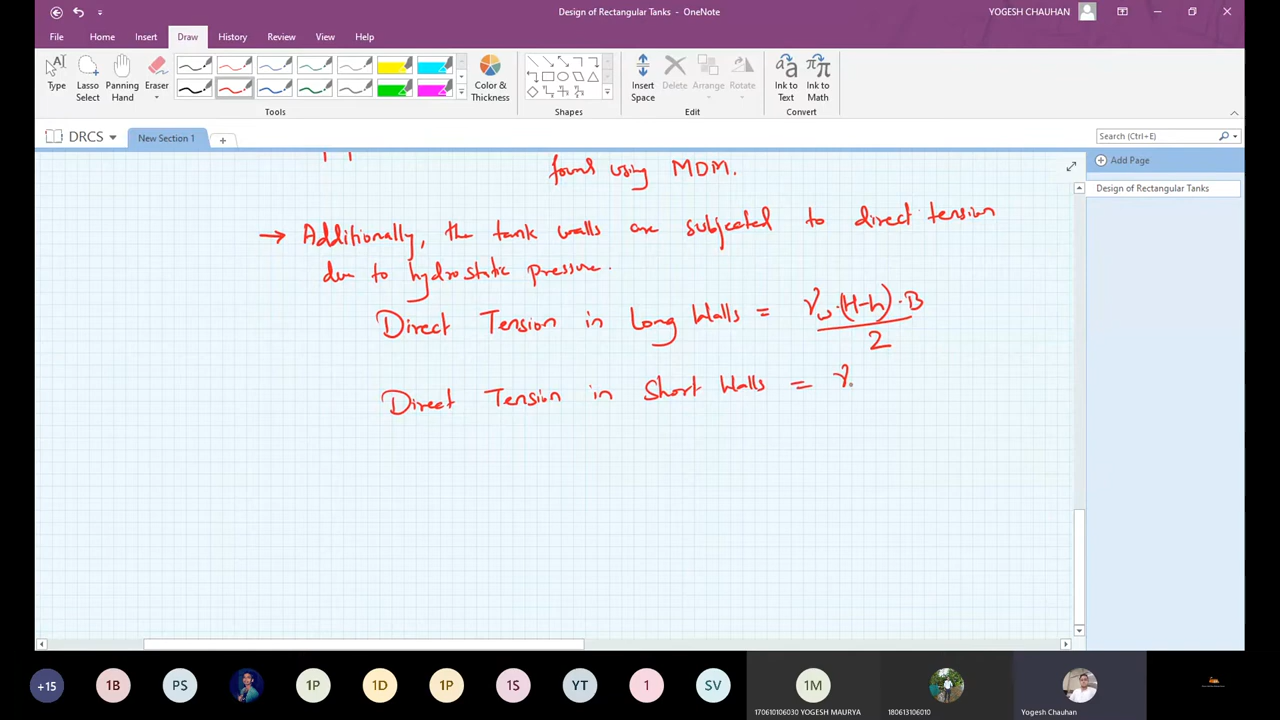 Design of Rectangular Tanks - OneNote
YOGESH CHAUHAN
File Home Insert Draw History Review View Help
Type
Lasso Select
Panning Hand
Eraser
Color & Thickness
Insert Space
Delete
Arrange
Rotate
Ink to Text
Ink to Math
Tools
Shapes
Edit
Convert
DRCS
New Section 1
Search (Ctrl+E)
Add Page
Design of Rectangular Tanks
found using MDM.
→ Additionally, the tank walls are subjected to direct tension
due to hydrostatic pressure.
Direct Tension in Long Walls = γw·(H-h)·B / 2
Direct Tension in Short Walls = γ
+15 1B PS 1P 1D 1P 1S YT 1 SV 1M
170610106030 YOGESH MAURYA
180613106010
Yogesh Chauhan